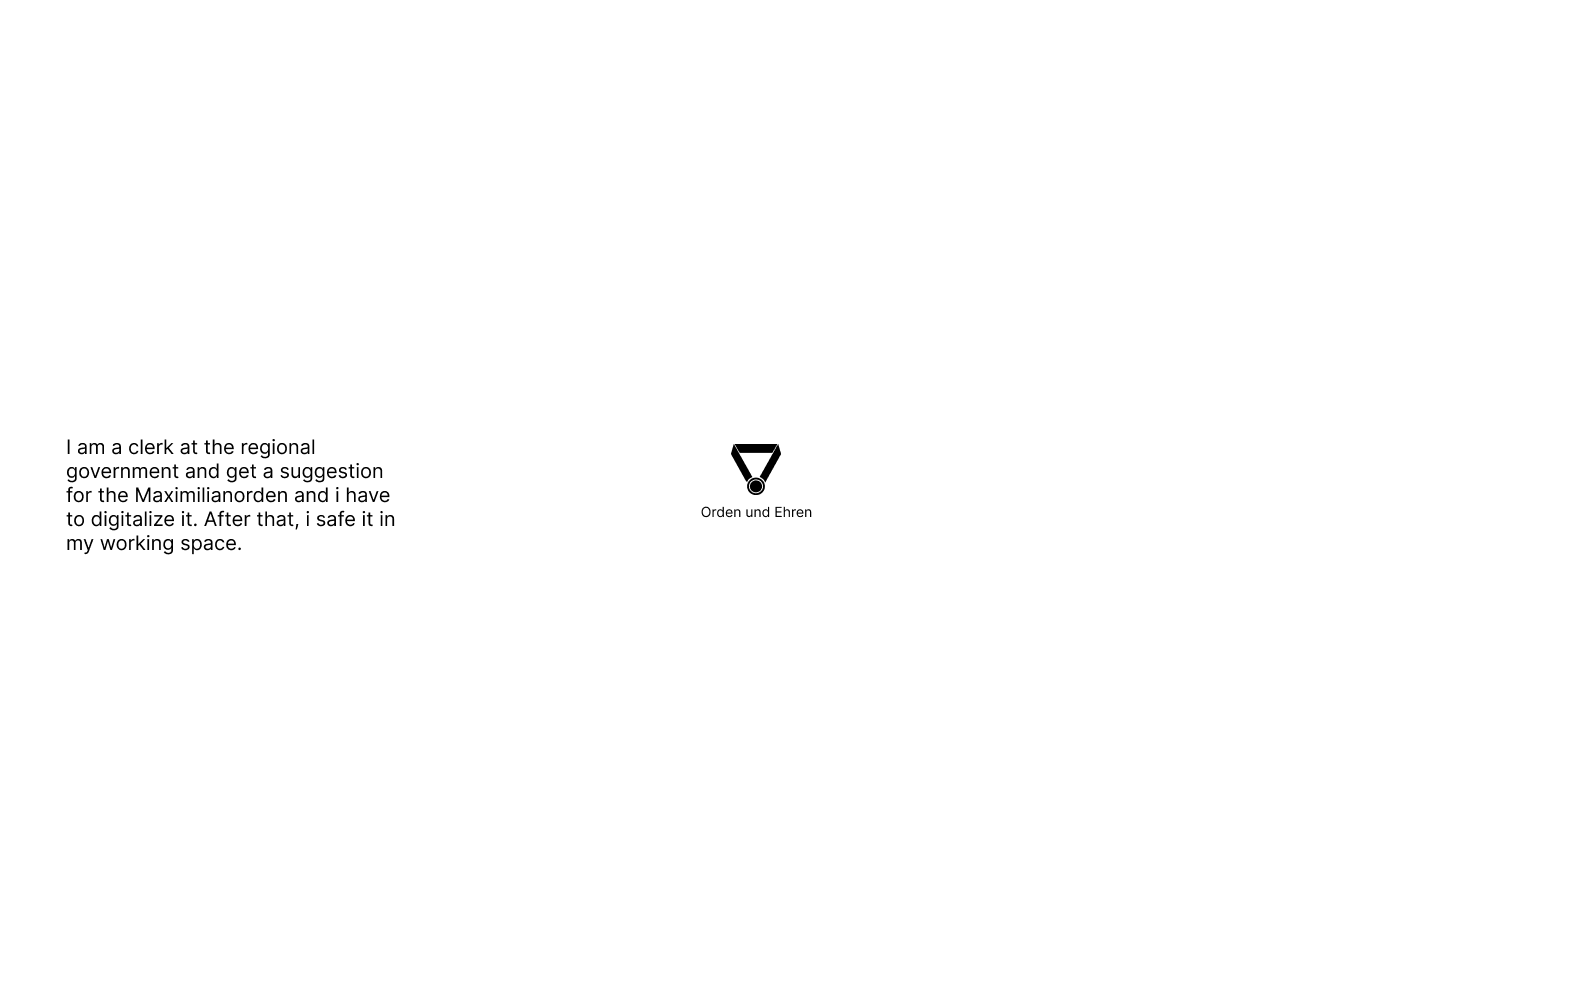 I am a clerk at the regional
government and get a suggestion
for the Maximilianorden and i have
to digitalize it. After that, i safe it in
my working space.
Orden und Ehren